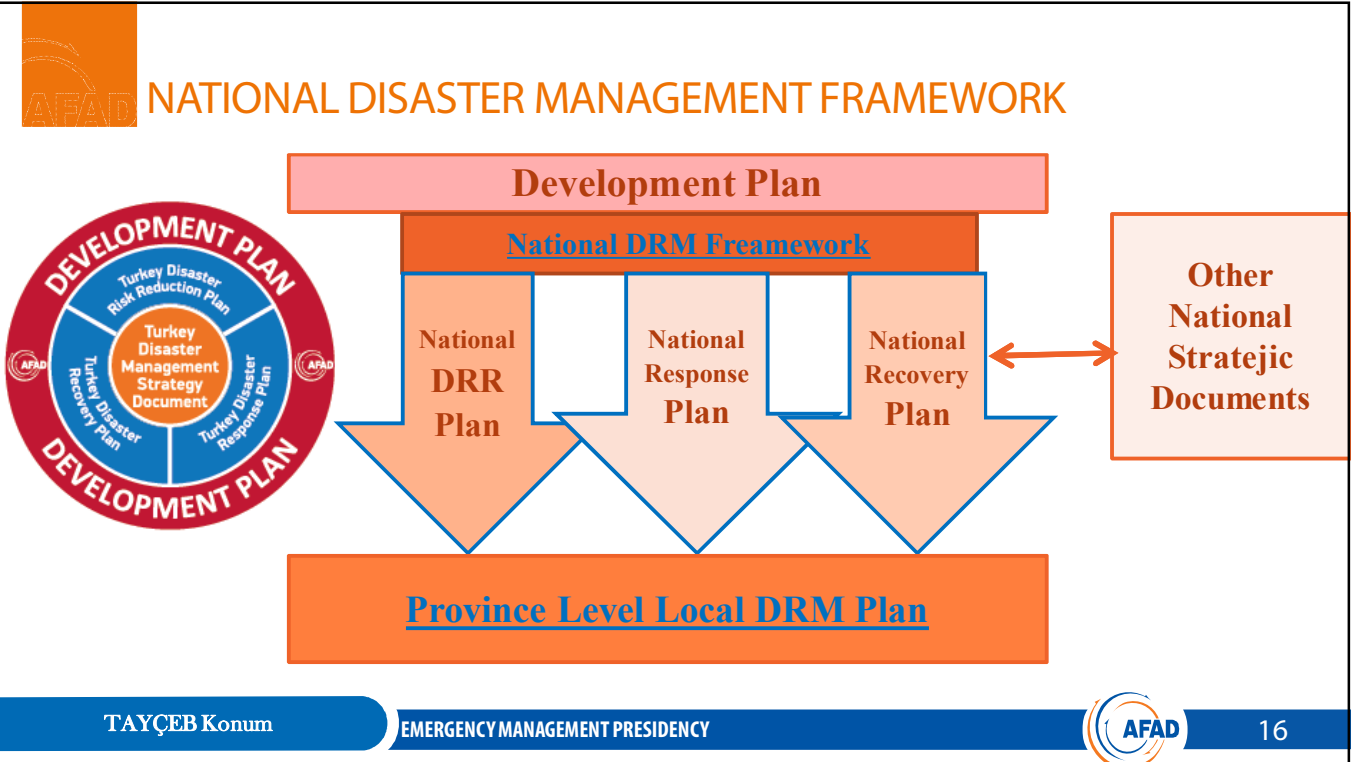 AFAD
NATIONAL DISASTER MANAGEMENT FRAMEWORK
Development Plan
National DRM Freamework
DEVELOPMENT PLAN
Turkey Disaster
Risk Reduction Plan
Turkey
Disaster
Management
Strategy
Document
Turkey Disaster
Recovery Plan
Turkey Disaster
Response Plan
AFAD
AFAD
DEVELOPMENT PLAN
National
DRR
Plan
National
Response
Plan
National
Recovery
Plan
Other
National
Stratejic
Documents
Province Level Local DRM Plan
TAYÇEB Konum
EMERGENCY MANAGEMENT PRESIDENCY
AFAD
16